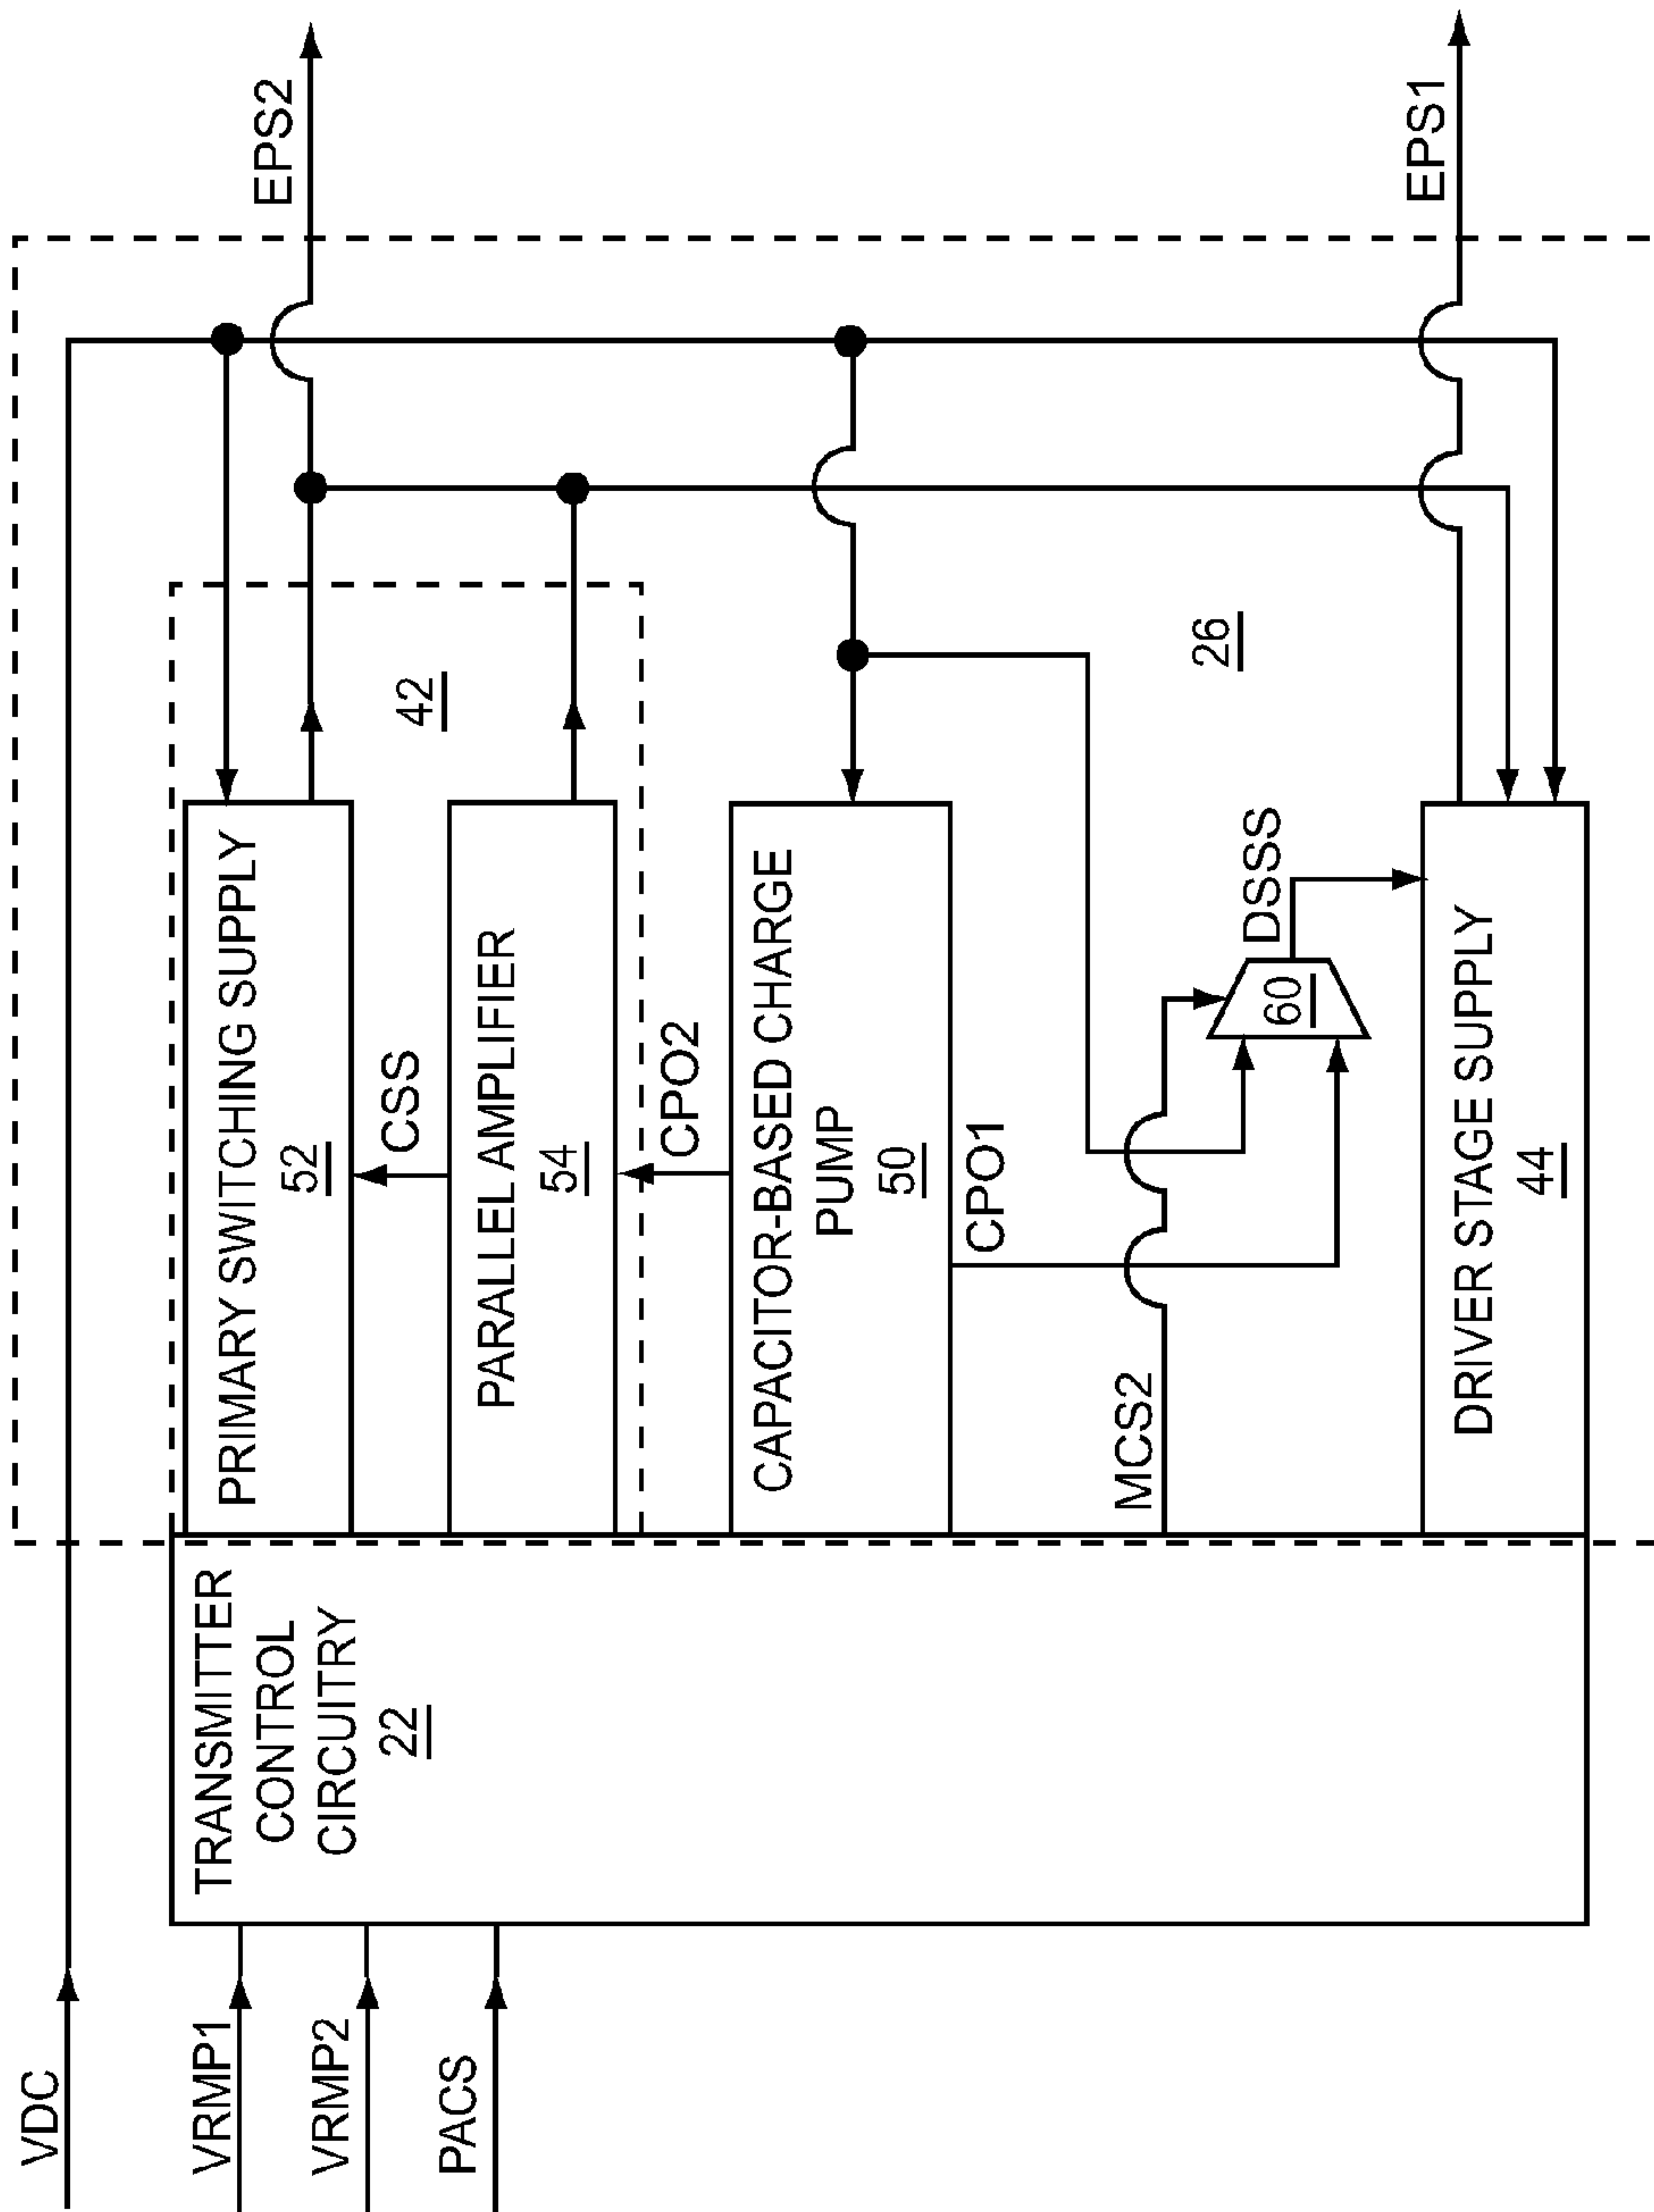 VDC
VRMP1
VRMP2
PACS
TRANSMITTER
CONTROL
CIRCUITRY
22
PRIMARY SWITCHING SUPPLY
52
CSS
42
PARALLEL AMPLIFIER
54
CPO2
CAPACITOR-BASED CHARGE
PUMP
50
CPO1
MCS2
60
DSSS
26
DRIVER STAGE SUPPLY
44
EPS2
EPS1